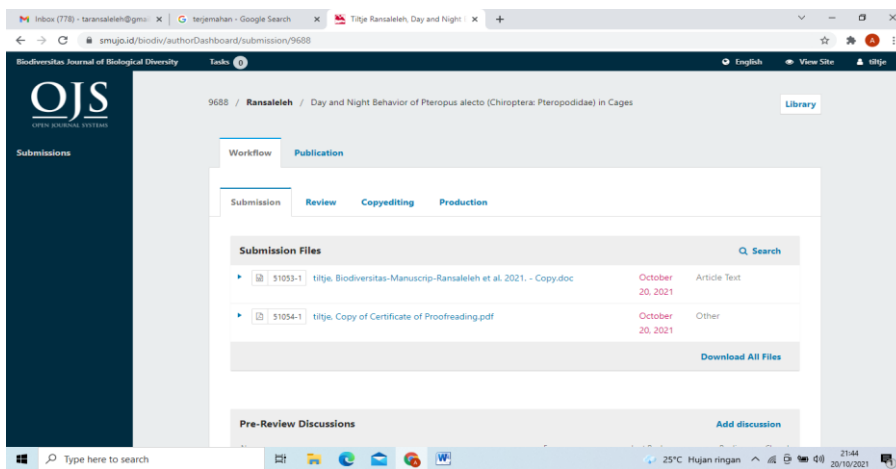 Inbox (778) - taransaleleh@gmai
terjemahan - Google Search
Tiltje Ransaleleh, Day and Night
smujo.id/biodiv/authorDashboard/submission/9688
A
Biodiversitas Journal of Biological Diversity
Tasks 0
English
View Site
tiltje
OJS
OPEN JOURNAL SYSTEMS
Submissions
9688 / Ransaleleh / Day and Night Behavior of Pteropus alecto (Chiroptera: Pteropodidae) in Cages
Library
Workflow
Publication
Submission
Review
Copyediting
Production
Submission Files
Search
51053-1 tiltje, Biodiversitas-Manuscrip-Ransaleleh et al. 2021. - Copy.doc
October
20, 2021
Article Text
51054-1 tiltje, Copy of Certificate of Proofreading.pdf
October
20, 2021
Other
Download All Files
Pre-Review Discussions
Add discussion
Type here to search
25°C Hujan ringan
21:44
20/10/2021